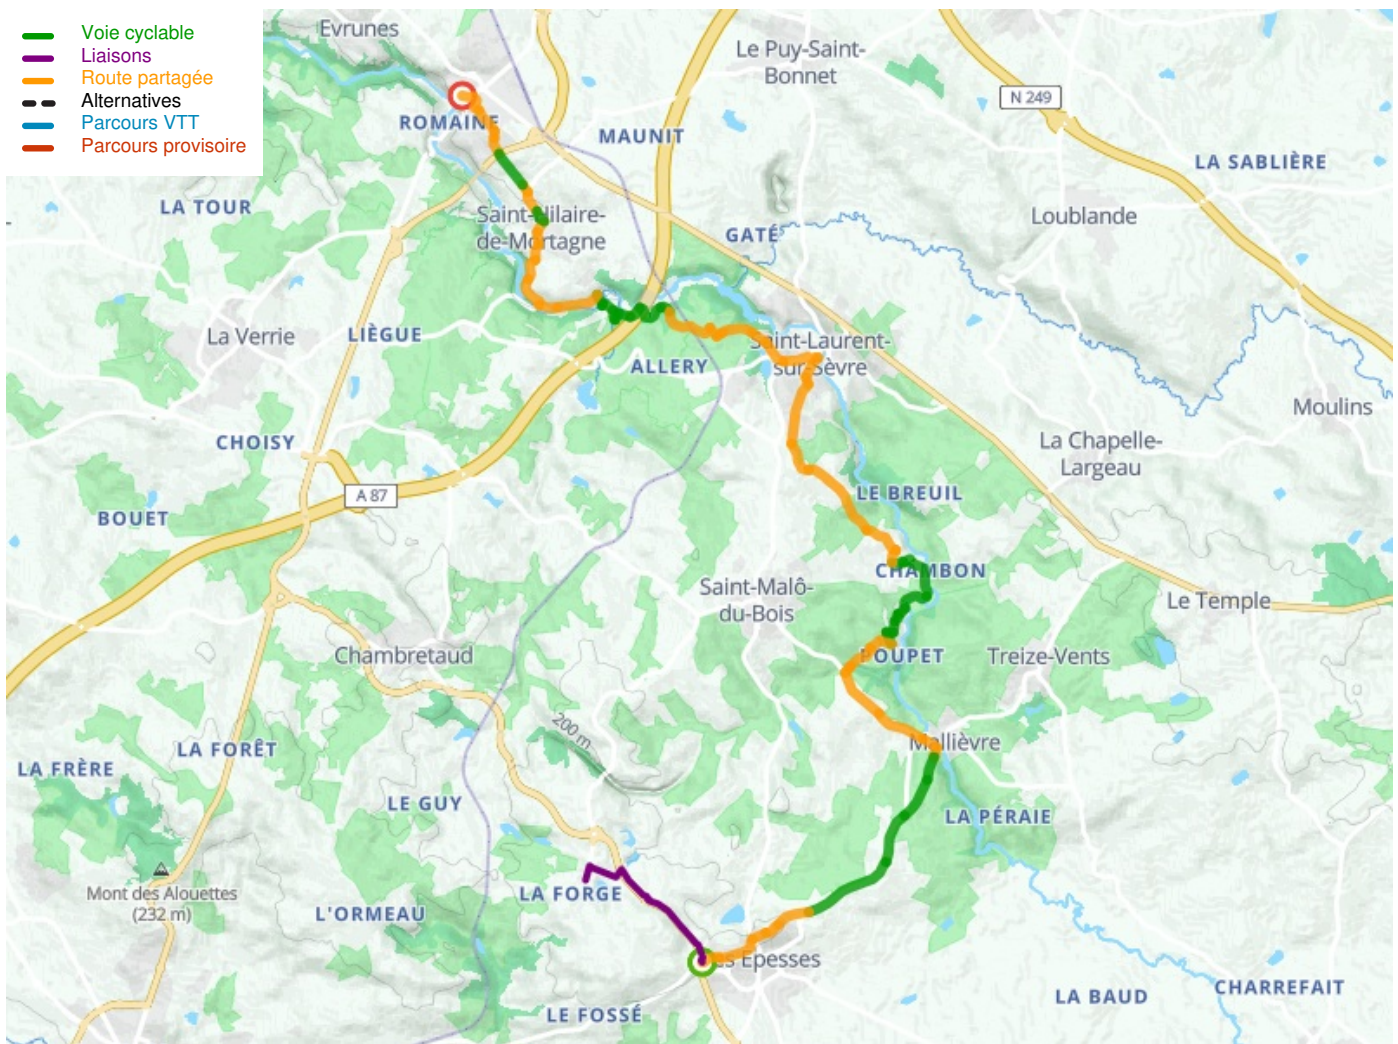 Voie cyclable
Liaisons
Route partagée
Alternatives
Parcours VTT
Parcours provisoire
Evrunes
Le Puy-Saint-
Bonnet
N 249
ROMAINE
MAUNIT
LA SABLIÈRE
LA TOUR
Saint-Hilaire-
de-Mortagne
GATÉ
Loublande
La Verrie
LIÈGUE
ALLERY
Saint-Laurent-
sur-Sèvre
Moulins
CHOISY
La Chapelle-
Largeau
A 87
LE BREUIL
BOUET
CHAMBON
Saint-Malô-
du-Bois
Le Temple
Chambretaud
POUPET
Treize-Vents
200 m
LA FORÊT
Mallièvre
LA FRÈRE
LE GUY
LA PÉRAIE
Mont des Alouettes
(232 m)
LA FORGE
L'ORMEAU
Les Epesses
LE FOSSÉ
LA BAUD
CHARREFAIT